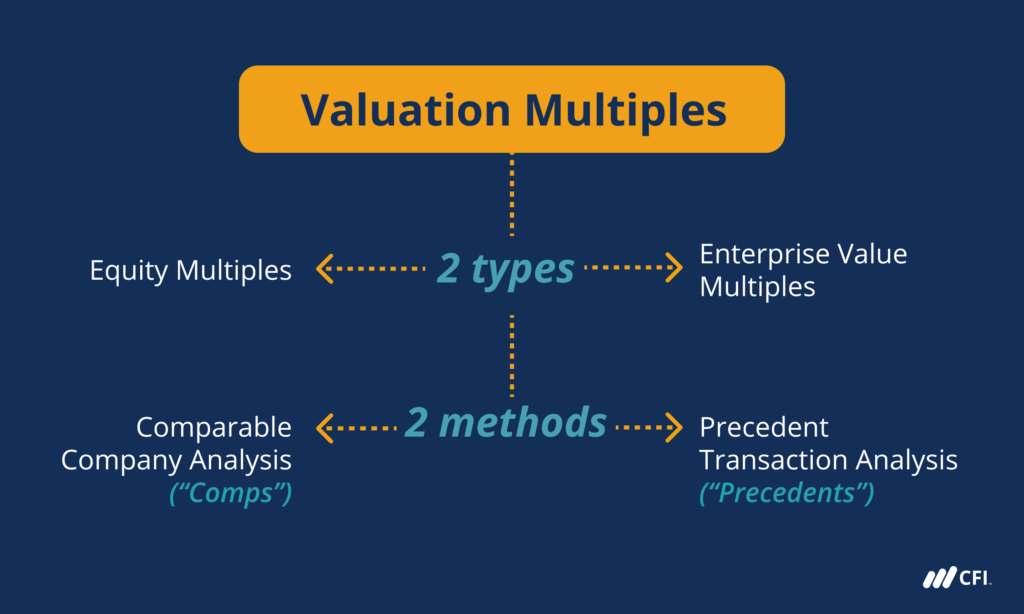 Valuation Multiples
Equity Multiples
2 types
Enterprise Value
Multiples
Comparable
Company Analysis
(“Comps”)
2 methods
Precedent
Transaction Analysis
(“Precedents”)
CFI™